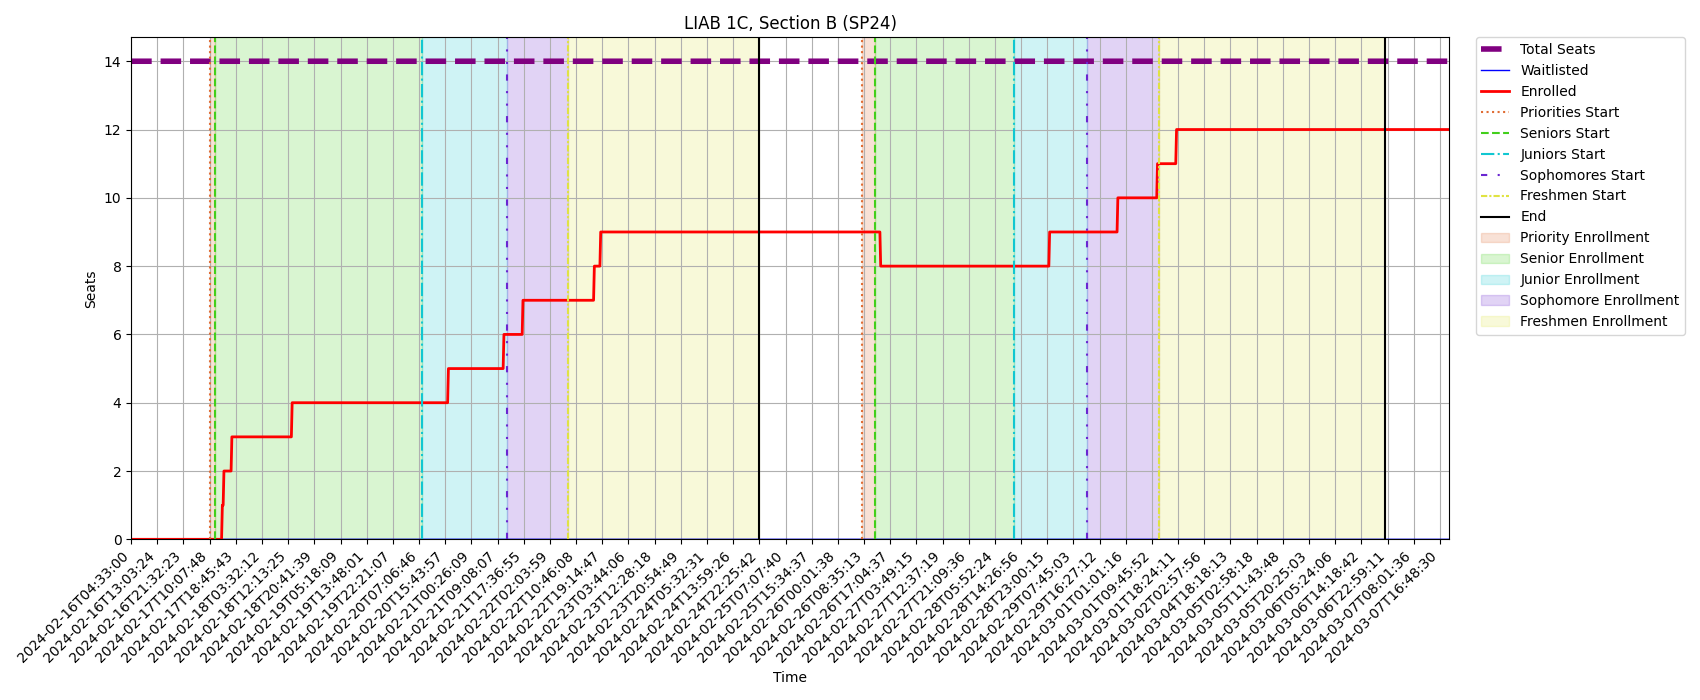 LIAB 1C, Section B (SP24)
Seats
14
12
10
8
6
4
2
0
2024-02-16T04:33:00
2024-02-16T13:03:24
2024-02-16T21:32:23
2024-02-17T10:07:48
2024-02-17T18:45:43
2024-02-18T03:32:12
2024-02-18T12:13:25
2024-02-18T20:41:39
2024-02-19T05:18:09
2024-02-19T13:48:01
2024-02-19T22:21:07
2024-02-20T07:06:46
2024-02-20T15:43:57
2024-02-21T00:26:09
2024-02-21T09:08:07
2024-02-21T17:36:55
2024-02-22T02:03:59
2024-02-22T10:46:08
2024-02-22T19:14:47
2024-02-23T03:44:06
2024-02-23T12:28:18
2024-02-23T20:54:49
2024-02-24T05:32:31
2024-02-24T13:59:26
2024-02-24T22:25:42
2024-02-25T07:07:40
2024-02-25T15:34:37
2024-02-26T00:01:38
2024-02-26T08:35:13
2024-02-26T17:04:37
2024-02-27T03:49:15
2024-02-27T12:37:19
2024-02-27T21:09:36
2024-02-28T05:52:24
2024-02-28T14:26:56
2024-02-28T23:00:15
2024-02-29T07:45:03
2024-02-29T16:27:12
2024-03-01T01:01:16
2024-03-01T09:45:52
2024-03-01T18:24:11
2024-03-02T02:57:56
2024-03-04T18:18:13
2024-03-05T02:58:18
2024-03-05T11:43:48
2024-03-05T20:25:03
2024-03-06T05:24:06
2024-03-06T14:18:42
2024-03-06T22:59:11
2024-03-07T08:01:36
2024-03-07T16:48:30
Time
Total Seats
Waitlisted
Enrolled
Priorities Start
Seniors Start
Juniors Start
Sophomores Start
Freshmen Start
End
Priority Enrollment
Senior Enrollment
Junior Enrollment
Sophomore Enrollment
Freshmen Enrollment